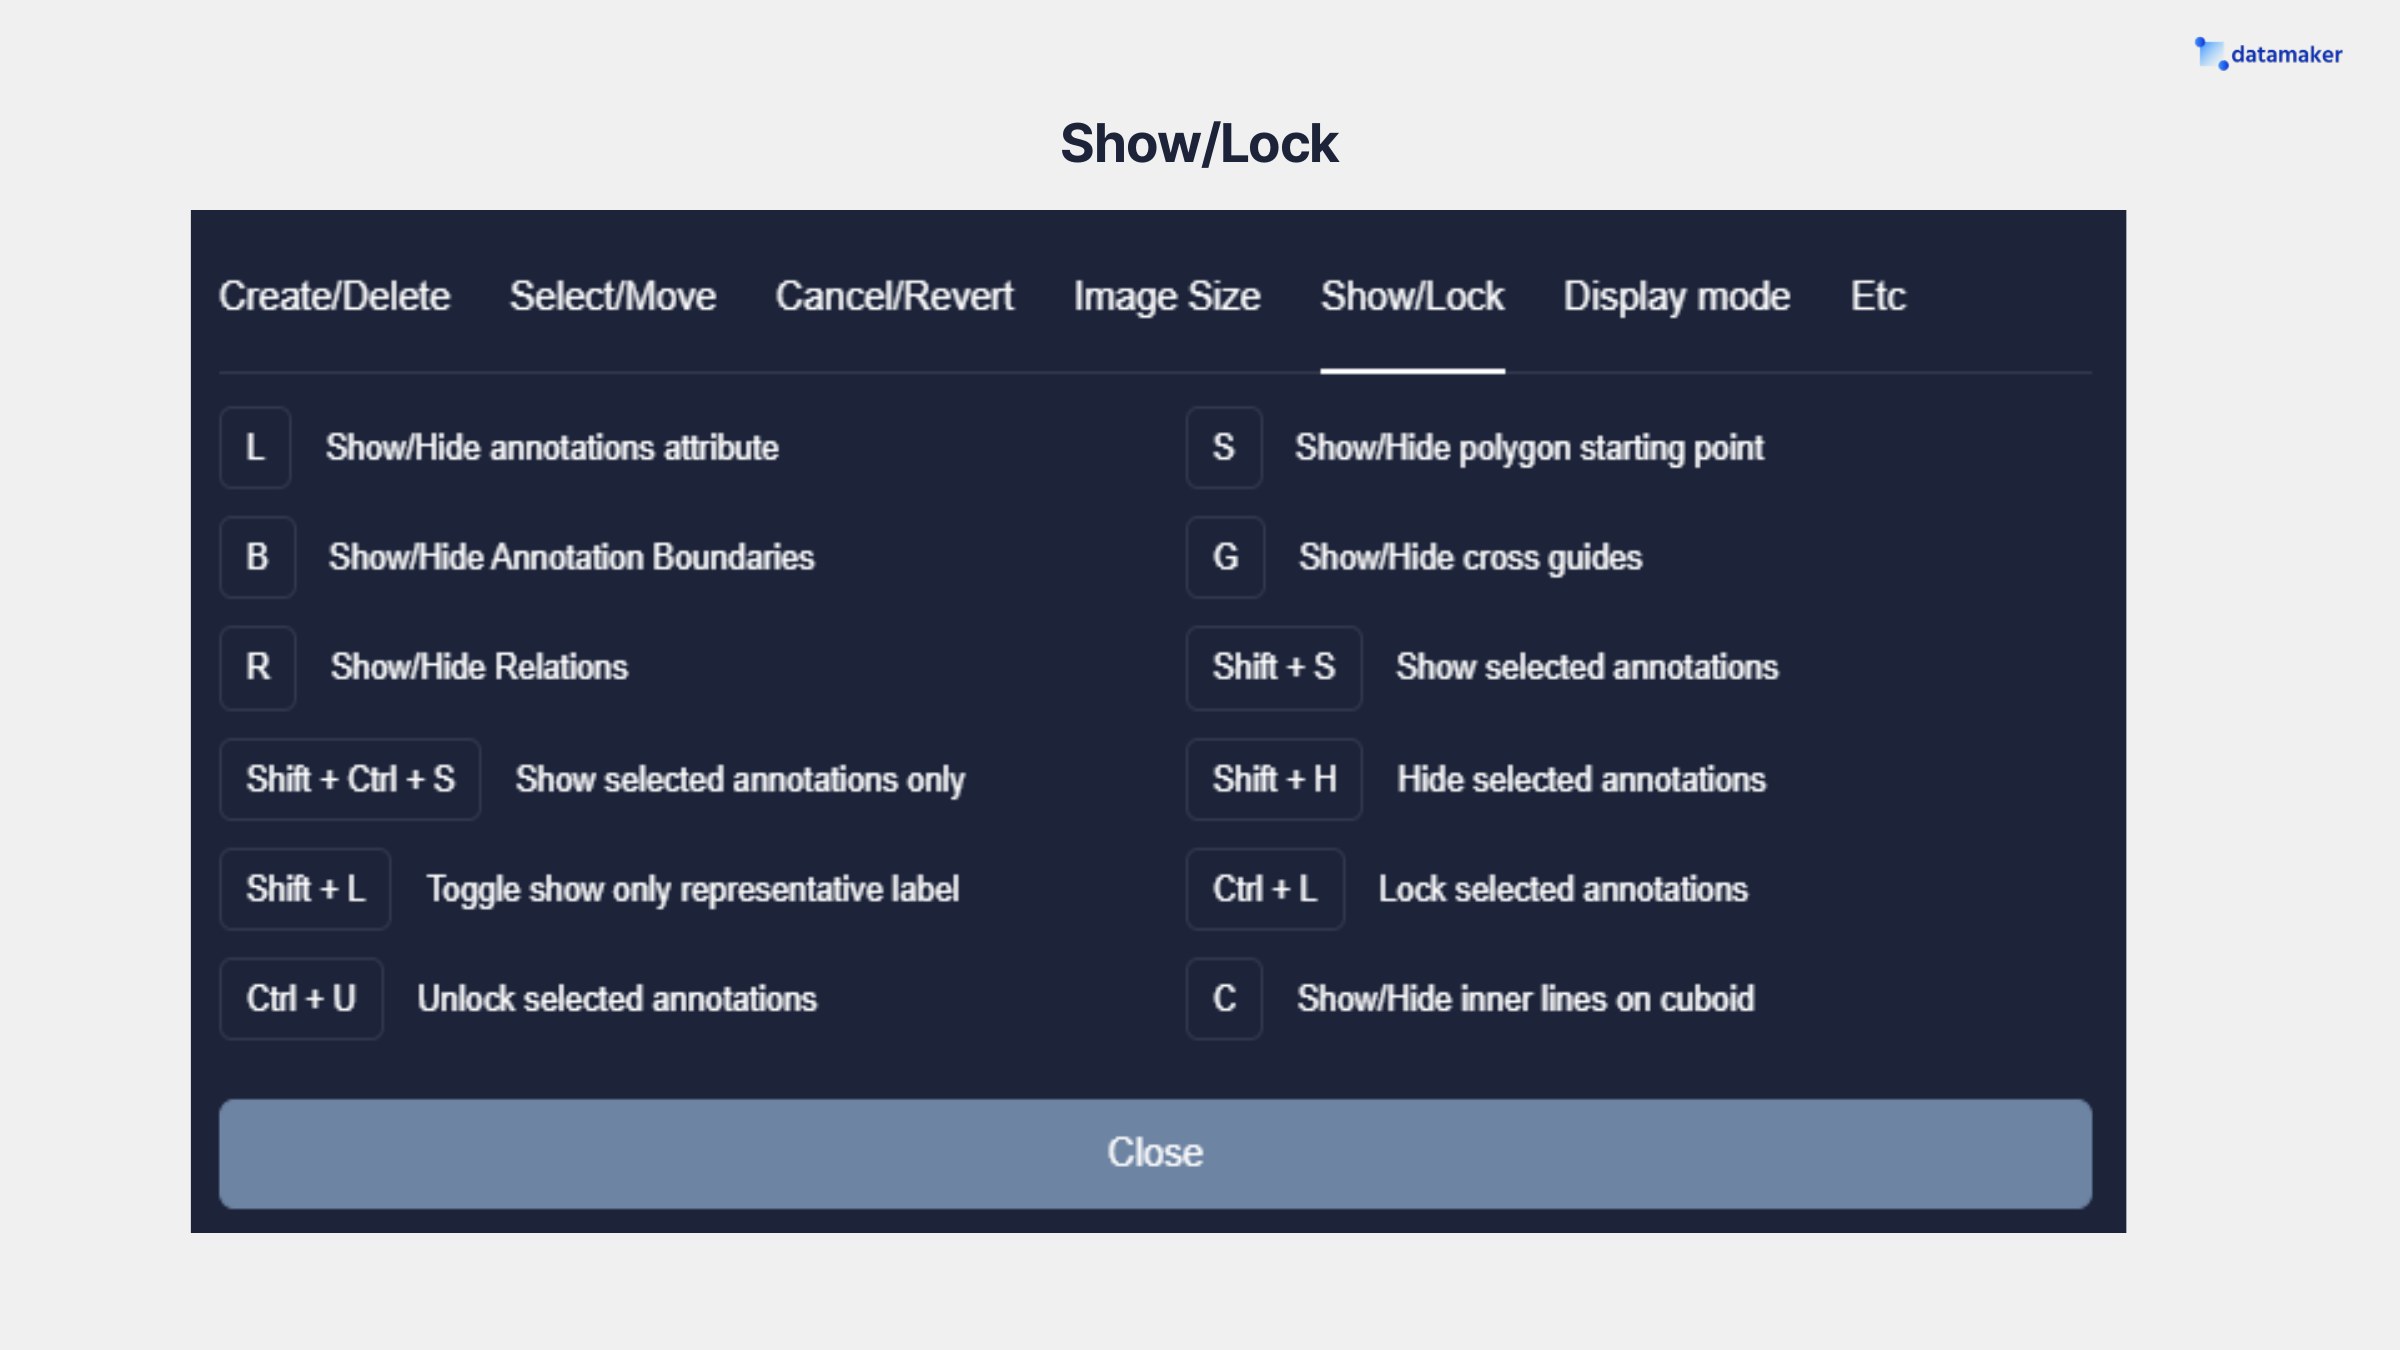 datamaker
Show/Lock
Create/Delete Select/Move Cancel/Revert Image Size Show/Lock Display mode Etc
L Show/Hide annotations attribute
S Show/Hide polygon starting point
B Show/Hide Annotation Boundaries
G Show/Hide cross guides
R Show/Hide Relations
Shift + S Show selected annotations
Shift + Ctrl + S Show selected annotations only
Shift + H Hide selected annotations
Shift + L Toggle show only representative label
Ctrl + L Lock selected annotations
Ctrl + U Unlock selected annotations
C Show/Hide inner lines on cuboid
Close